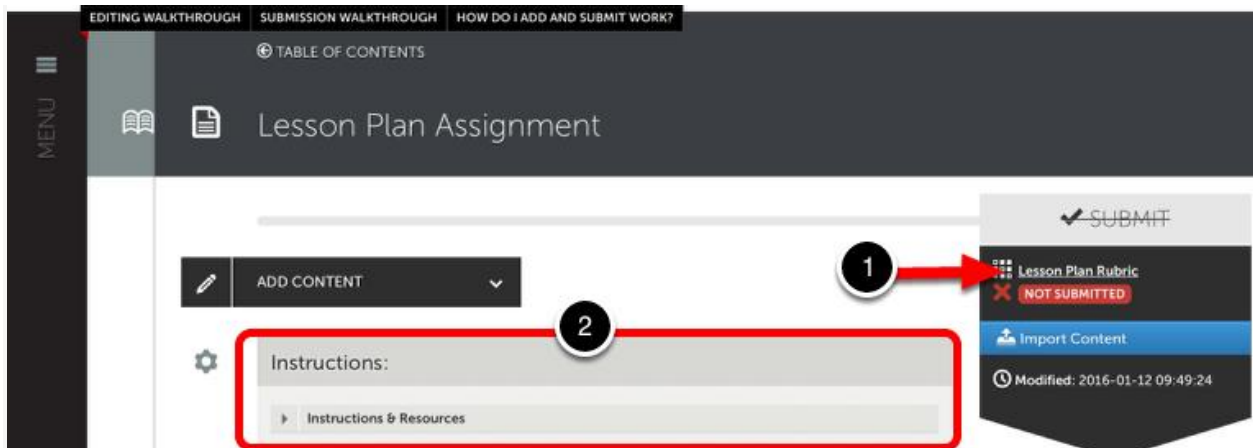 EDITING WALKTHROUGH SUBMISSION WALKTHROUGH HOW DO I ADD AND SUBMIT WORK?
TABLE OF CONTENTS
MENU
Lesson Plan Assignment
SUBMIT
1
Lesson Plan Rubric
NOT SUBMITTED
ADD CONTENT
2
Import Content
Instructions:
Modified: 2016-01-12 09:49:24
Instructions & Resources